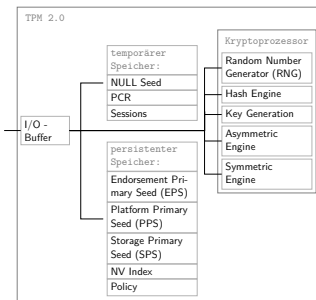 TPM 2.0
I/O -
Buffer
temporärer
Speicher:
NULL Seed
PCR
Sessions
persistenter
Speicher:
Endorsement Pri-
mary Seed (EPS)
Platform Primary
Seed (PPS)
Storage Primary
Seed (SPS)
NV Index
Policy
Kryptoprozessor
Random Number
Generator (RNG)
Hash Engine
Key Generation
Asymmetric
Engine
Symmetric
Engine